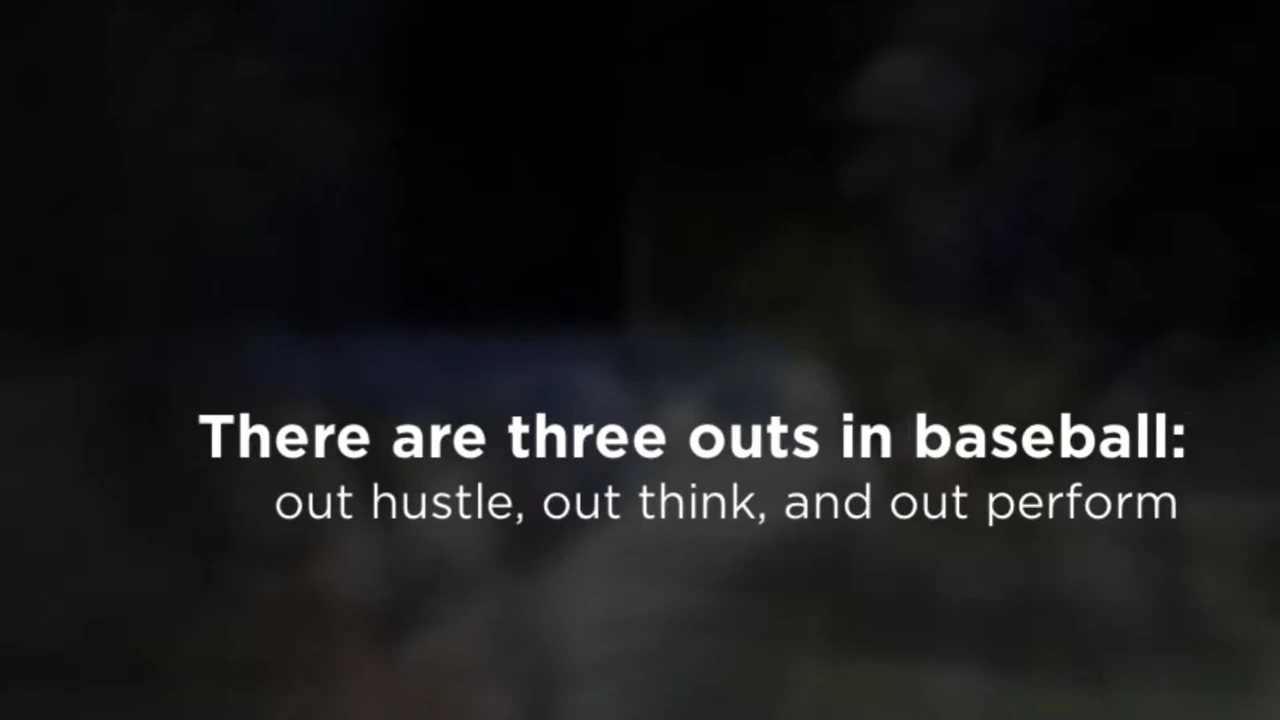 There are three outs in baseball:
out hustle, out think, and out perform